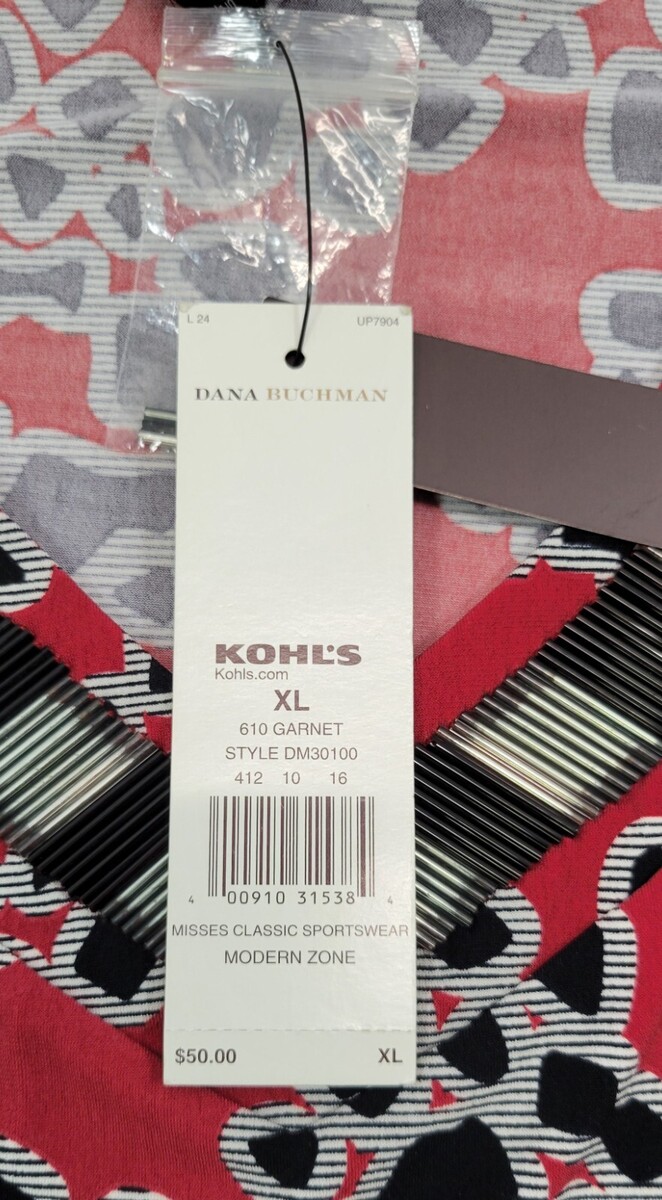 L 24 UP7904
DANA BUCHMAN
KOHL'S
Kohls.com
XL
610 GARNET
STYLE DM30100
412 10 16
4 00910 31538 4
MISSES CLASSIC SPORTSWEAR
MODERN ZONE
$50.00 XL